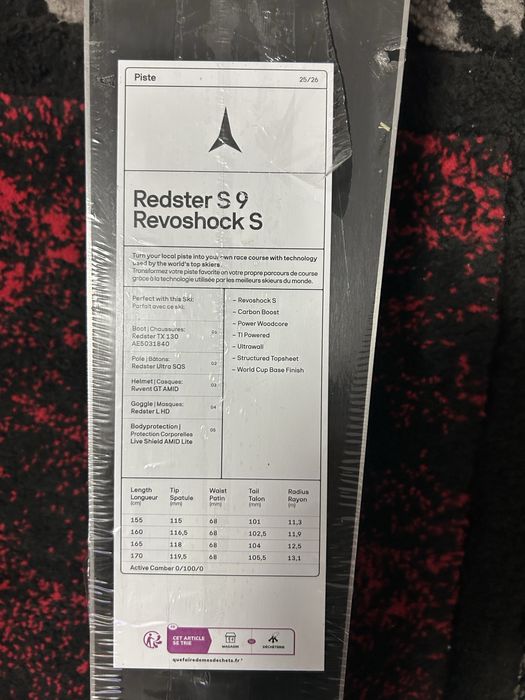 Piste 25/26
Redster S 9
Revoshock S
Turn your local piste into your own race course with technology
used by the world's top skiers.
Transformez votre piste favorite en votre propre parcours de course
grâce à la technologie utilisée par les meilleurs skieurs du monde.
Perfect with this Ski:
Parfait avec ce ski:
Boot | Chaussures: 01
Redster TX 130
AE5031840
Pole | Bâtons: 02
Redster Ultra SQS
Helmet | Casques: 03
Revent GT AMID
Goggle | Masques: 04
Redster L HD
Bodyprotection | 05
Protection Corporelles
Live Shield AMID Lite
– Revoshock S
– Carbon Boost
– Power Woodcore
– TI Powered
– Ultrawall
– Structured Topsheet
– World Cup Base Finish
Length Tip Waist Tail Radius
Longueur Spatule Patin Talon Rayon
(cm) (mm) (mm) (mm) (m)
155 115 68 101 11,3
160 116,5 68 102,5 11,9
165 118 68 104 12,5
170 119,5 68 105,5 13,1
Active Camber 0/100/0
FR
CET ARTICLE
SE TRIE
MAGASIN
OU
DÉCHÈTERIE
quefairedemesdechets.fr